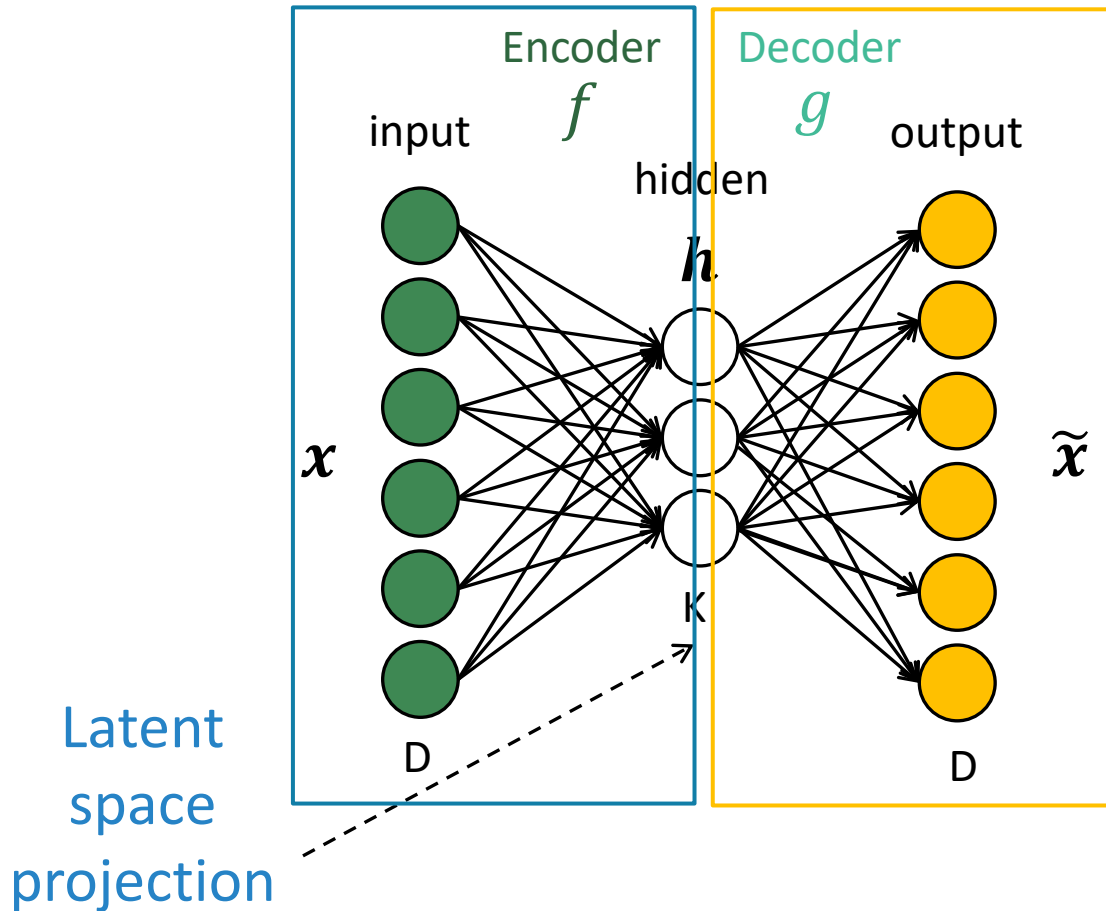 Encoder
f
Decoder
g
input
output
hidden
h
x
x̃
K
D
D
Latent
space
projection